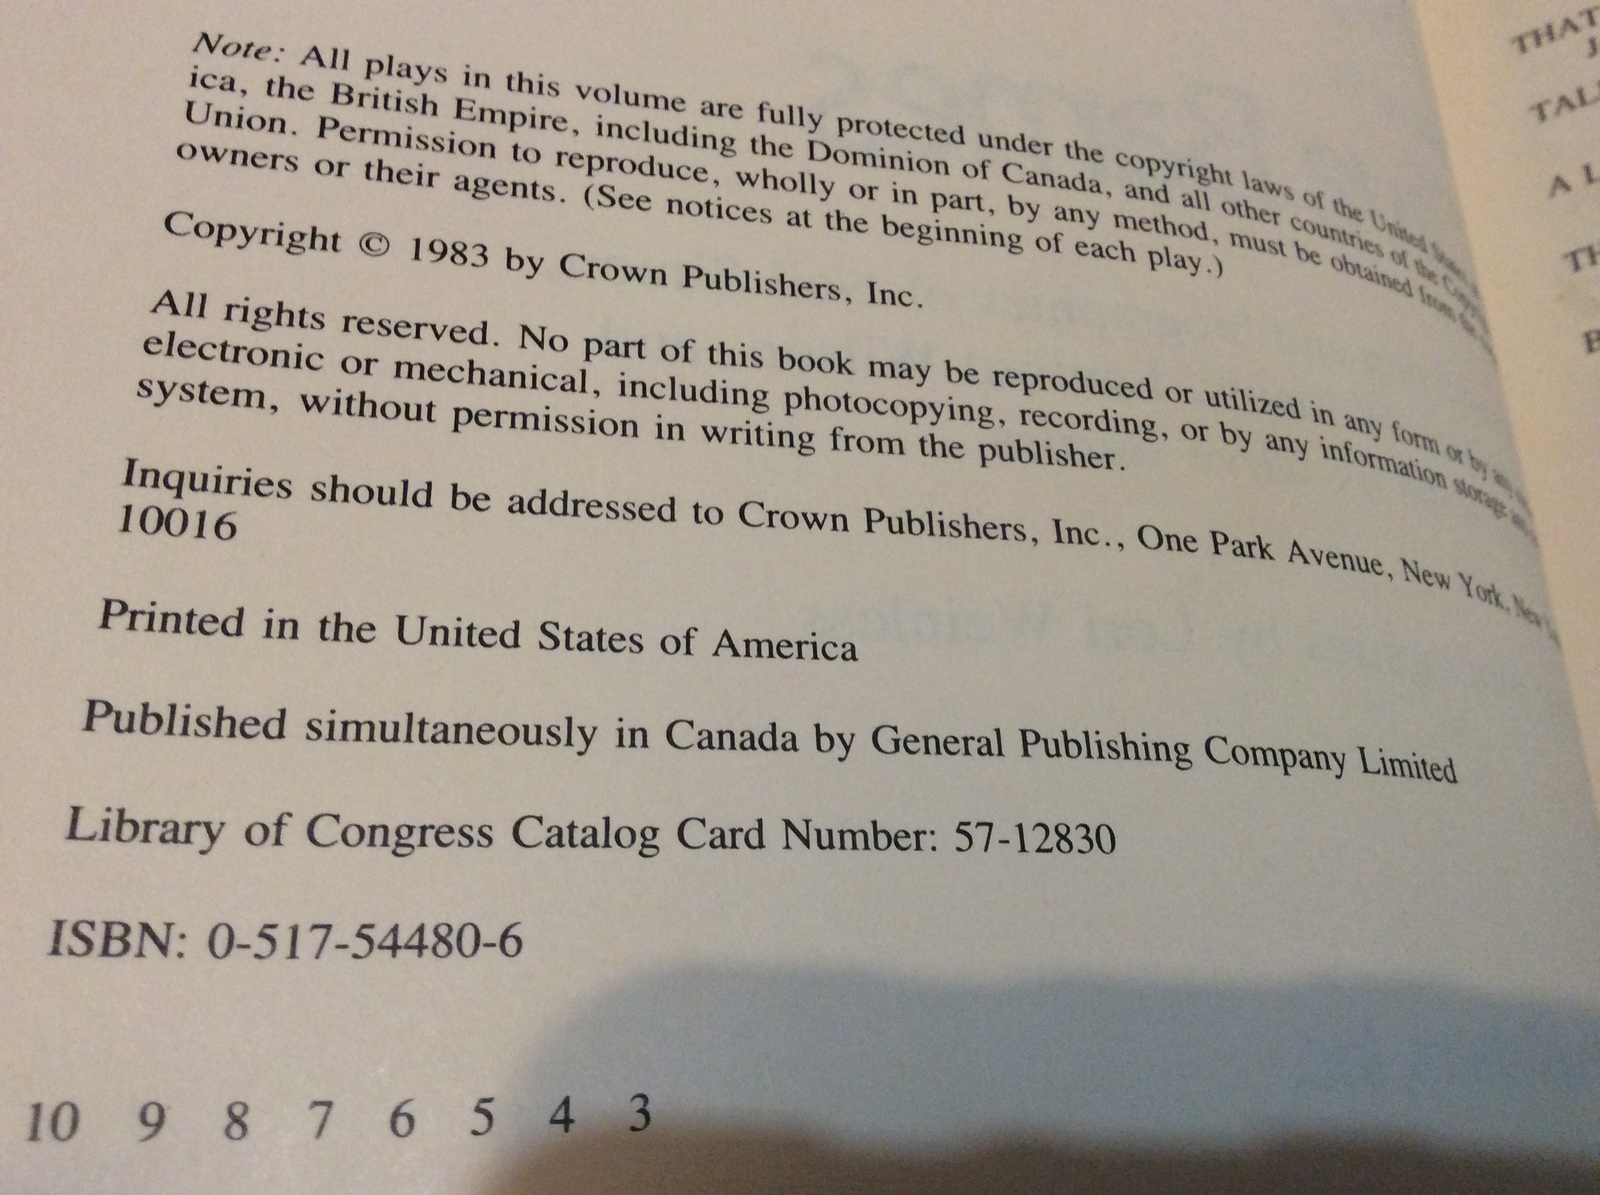 Note: All plays in this volume are fully protected under the copyright laws of the United
ica, the British Empire, including the Dominion of Canada, and all other countries of the
Union. Permission to reproduce, wholly or in part, by any method, must be obtained from the
owners or their agents. (See notices at the beginning of each play.)
Copyright © 1983 by Crown Publishers, Inc.
All rights reserved. No part of this book may be reproduced or utilized in any form or by any
electronic or mechanical, including photocopying, recording, or by any information storage
system, without permission in writing from the publisher.
Inquiries should be addressed to Crown Publishers, Inc., One Park Avenue, New York, New
10016
Printed in the United States of America
Published simultaneously in Canada by General Publishing Company Limited
Library of Congress Catalog Card Number: 57-12830
ISBN: 0-517-54480-6
10 9 8 7 6 5 4 3
THAT
A